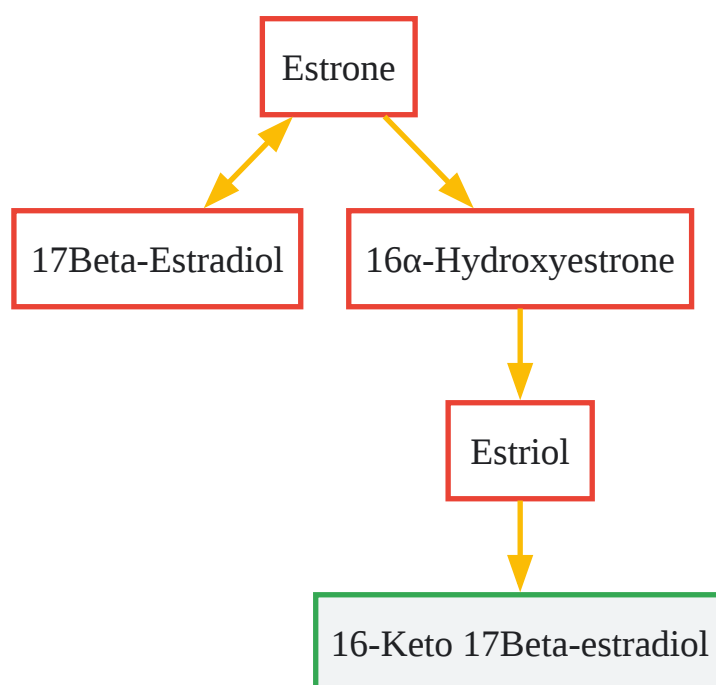 Estrone
17Beta-Estradiol
16α-Hydroxyestrone
Estriol
16-Keto 17Beta-estradiol